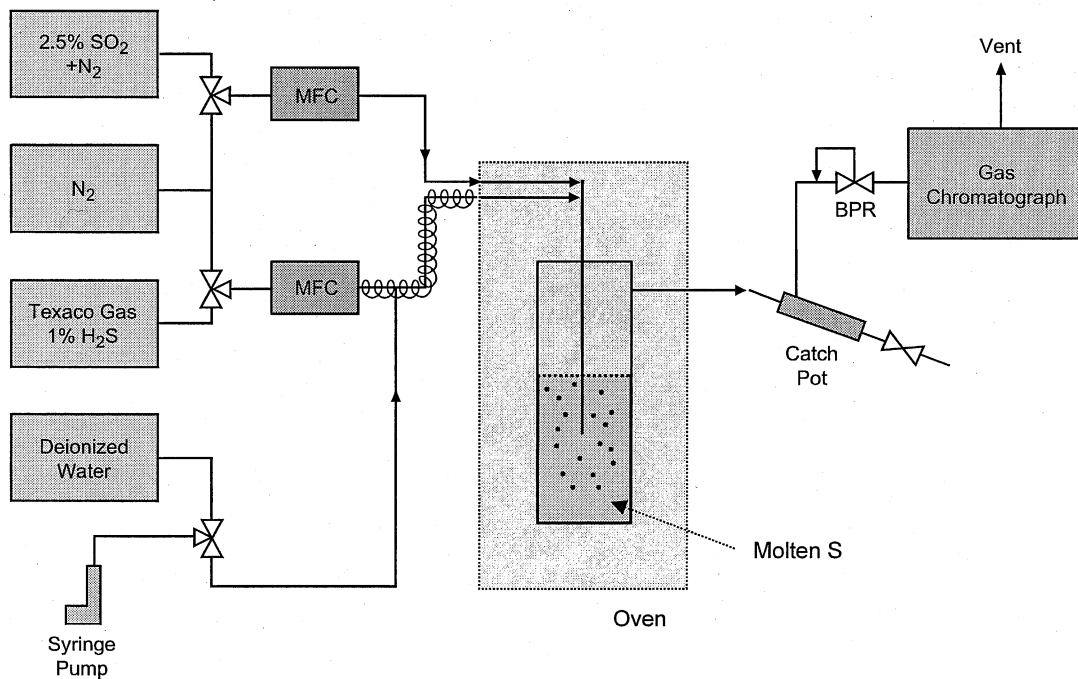 2.5% SO2
+N2
MFC
N2
Texaco Gas
1% H2S
MFC
Deionized
Water
Syringe
Pump
Molten S
Oven
Catch
Pot
BPR
Vent
Gas
Chromatograph